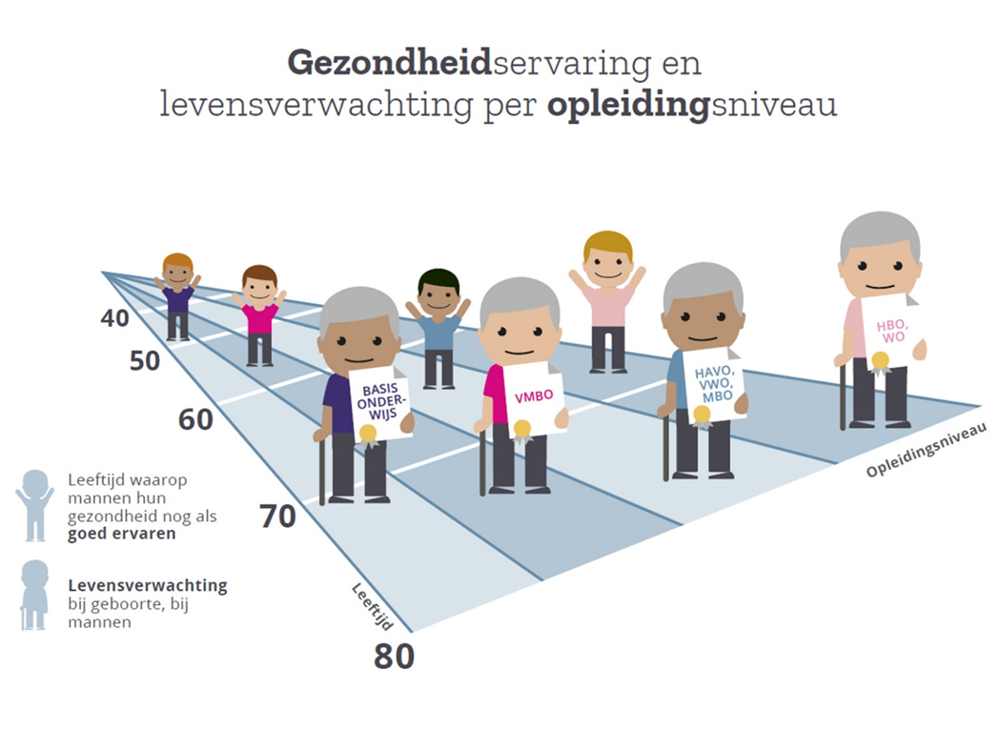 Gezondheidservaring en
levensverwachting per opleidingsniveau
40
50
60
70
80
BASIS
ONDER-
WIJS
VMBO
HAVO,
VWO,
MBO
HBO,
WO
Opleidingsniveau
Leeftijd
Leeftijd waarop
mannen hun
gezondheid nog als
goed ervaren
Levensverwachting
bij geboorte, bij
mannen